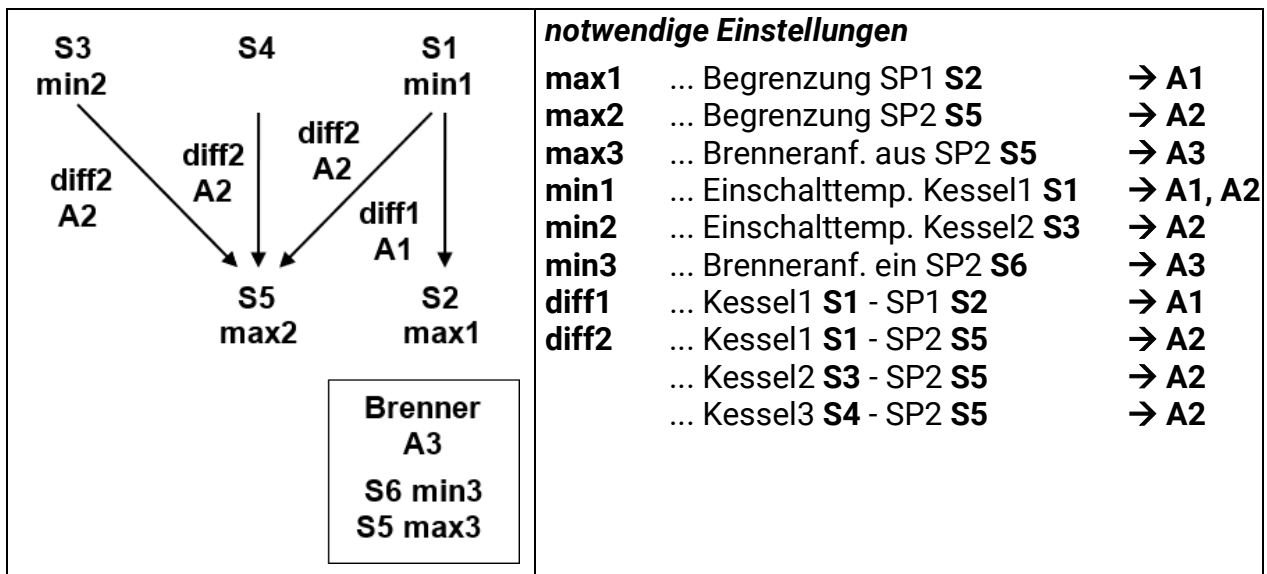 S3 S4 S1
min2 min1
diff2
A2
diff2
A2
diff2
A2
diff1
A1
S5 S2
max2 max1
Brenner
A3
S6 min3
S5 max3
notwendige Einstellungen
max1 ... Begrenzung SP1 S2 → A1
max2 ... Begrenzung SP2 S5 → A2
max3 ... Brenneranf. aus SP2 S5 → A3
min1 ... Einschalttemp. Kessel1 S1 → A1, A2
min2 ... Einschalttemp. Kessel2 S3 → A2
min3 ... Brenneranf. ein SP2 S6 → A3
diff1 ... Kessel1 S1 - SP1 S2 → A1
diff2 ... Kessel1 S1 - SP2 S5 → A2
... Kessel2 S3 - SP2 S5 → A2
... Kessel3 S4 - SP2 S5 → A2